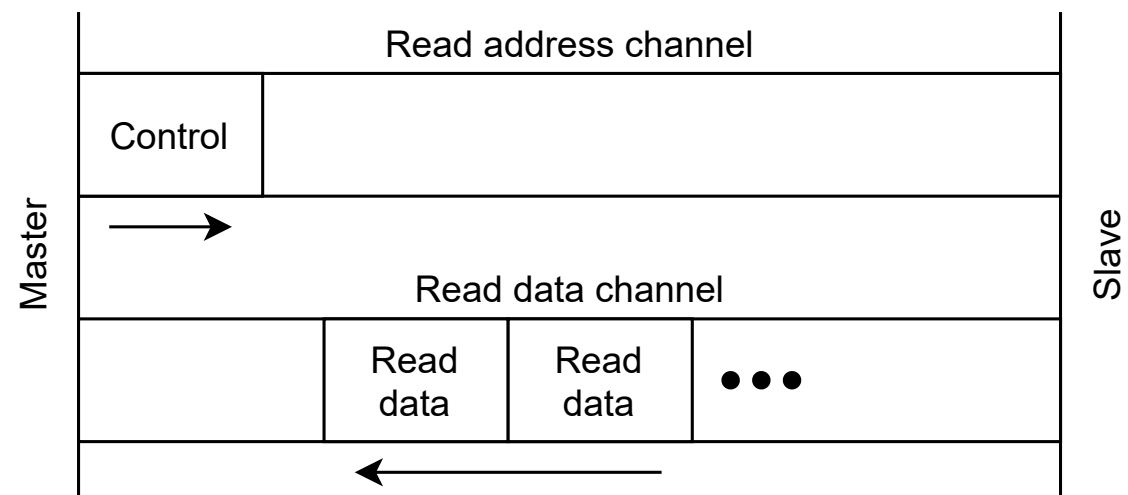 Read address channel
Control
Master
Slave
Read data channel
Read
data
Read
data